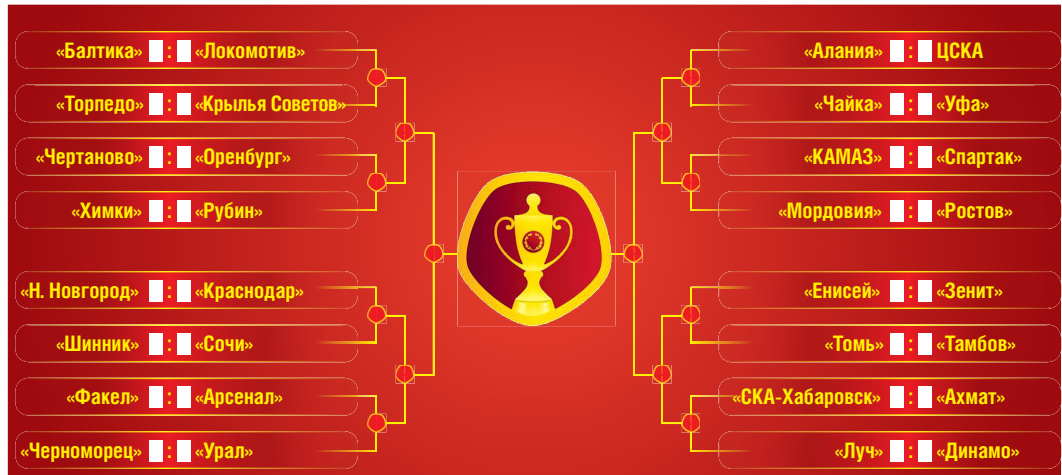 «Балтика» : «Локомотив»
«Торпедо» : «Крылья Советов»
«Чертаново» : «Оренбург»
«Химки» : «Рубин»
«Н. Новгород» : «Краснодар»
«Шинник» : «Сочи»
«Факел» : «Арсенал»
«Черноморец» : «Урал»
«Алания» : ЦСКА
«Чайка» : «Уфа»
«КАМАЗ» : «Спартак»
«Мордовия» : «Ростов»
«Енисей» : «Зенит»
«Томь» : «Тамбов»
«СКА-Хабаровск» : «Ахмат»
«Луч» : «Динамо»